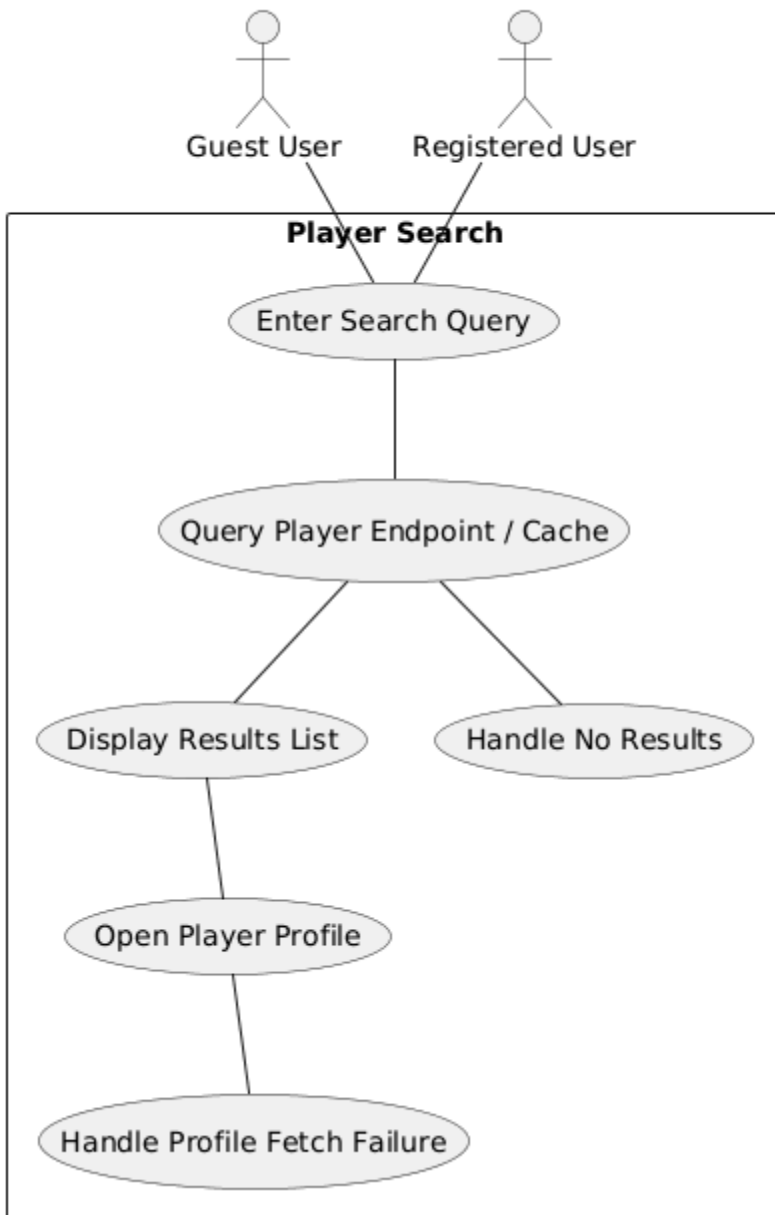 Guest User
Registered User
Player Search
Enter Search Query
Query Player Endpoint / Cache
Display Results List
Handle No Results
Open Player Profile
Handle Profile Fetch Failure